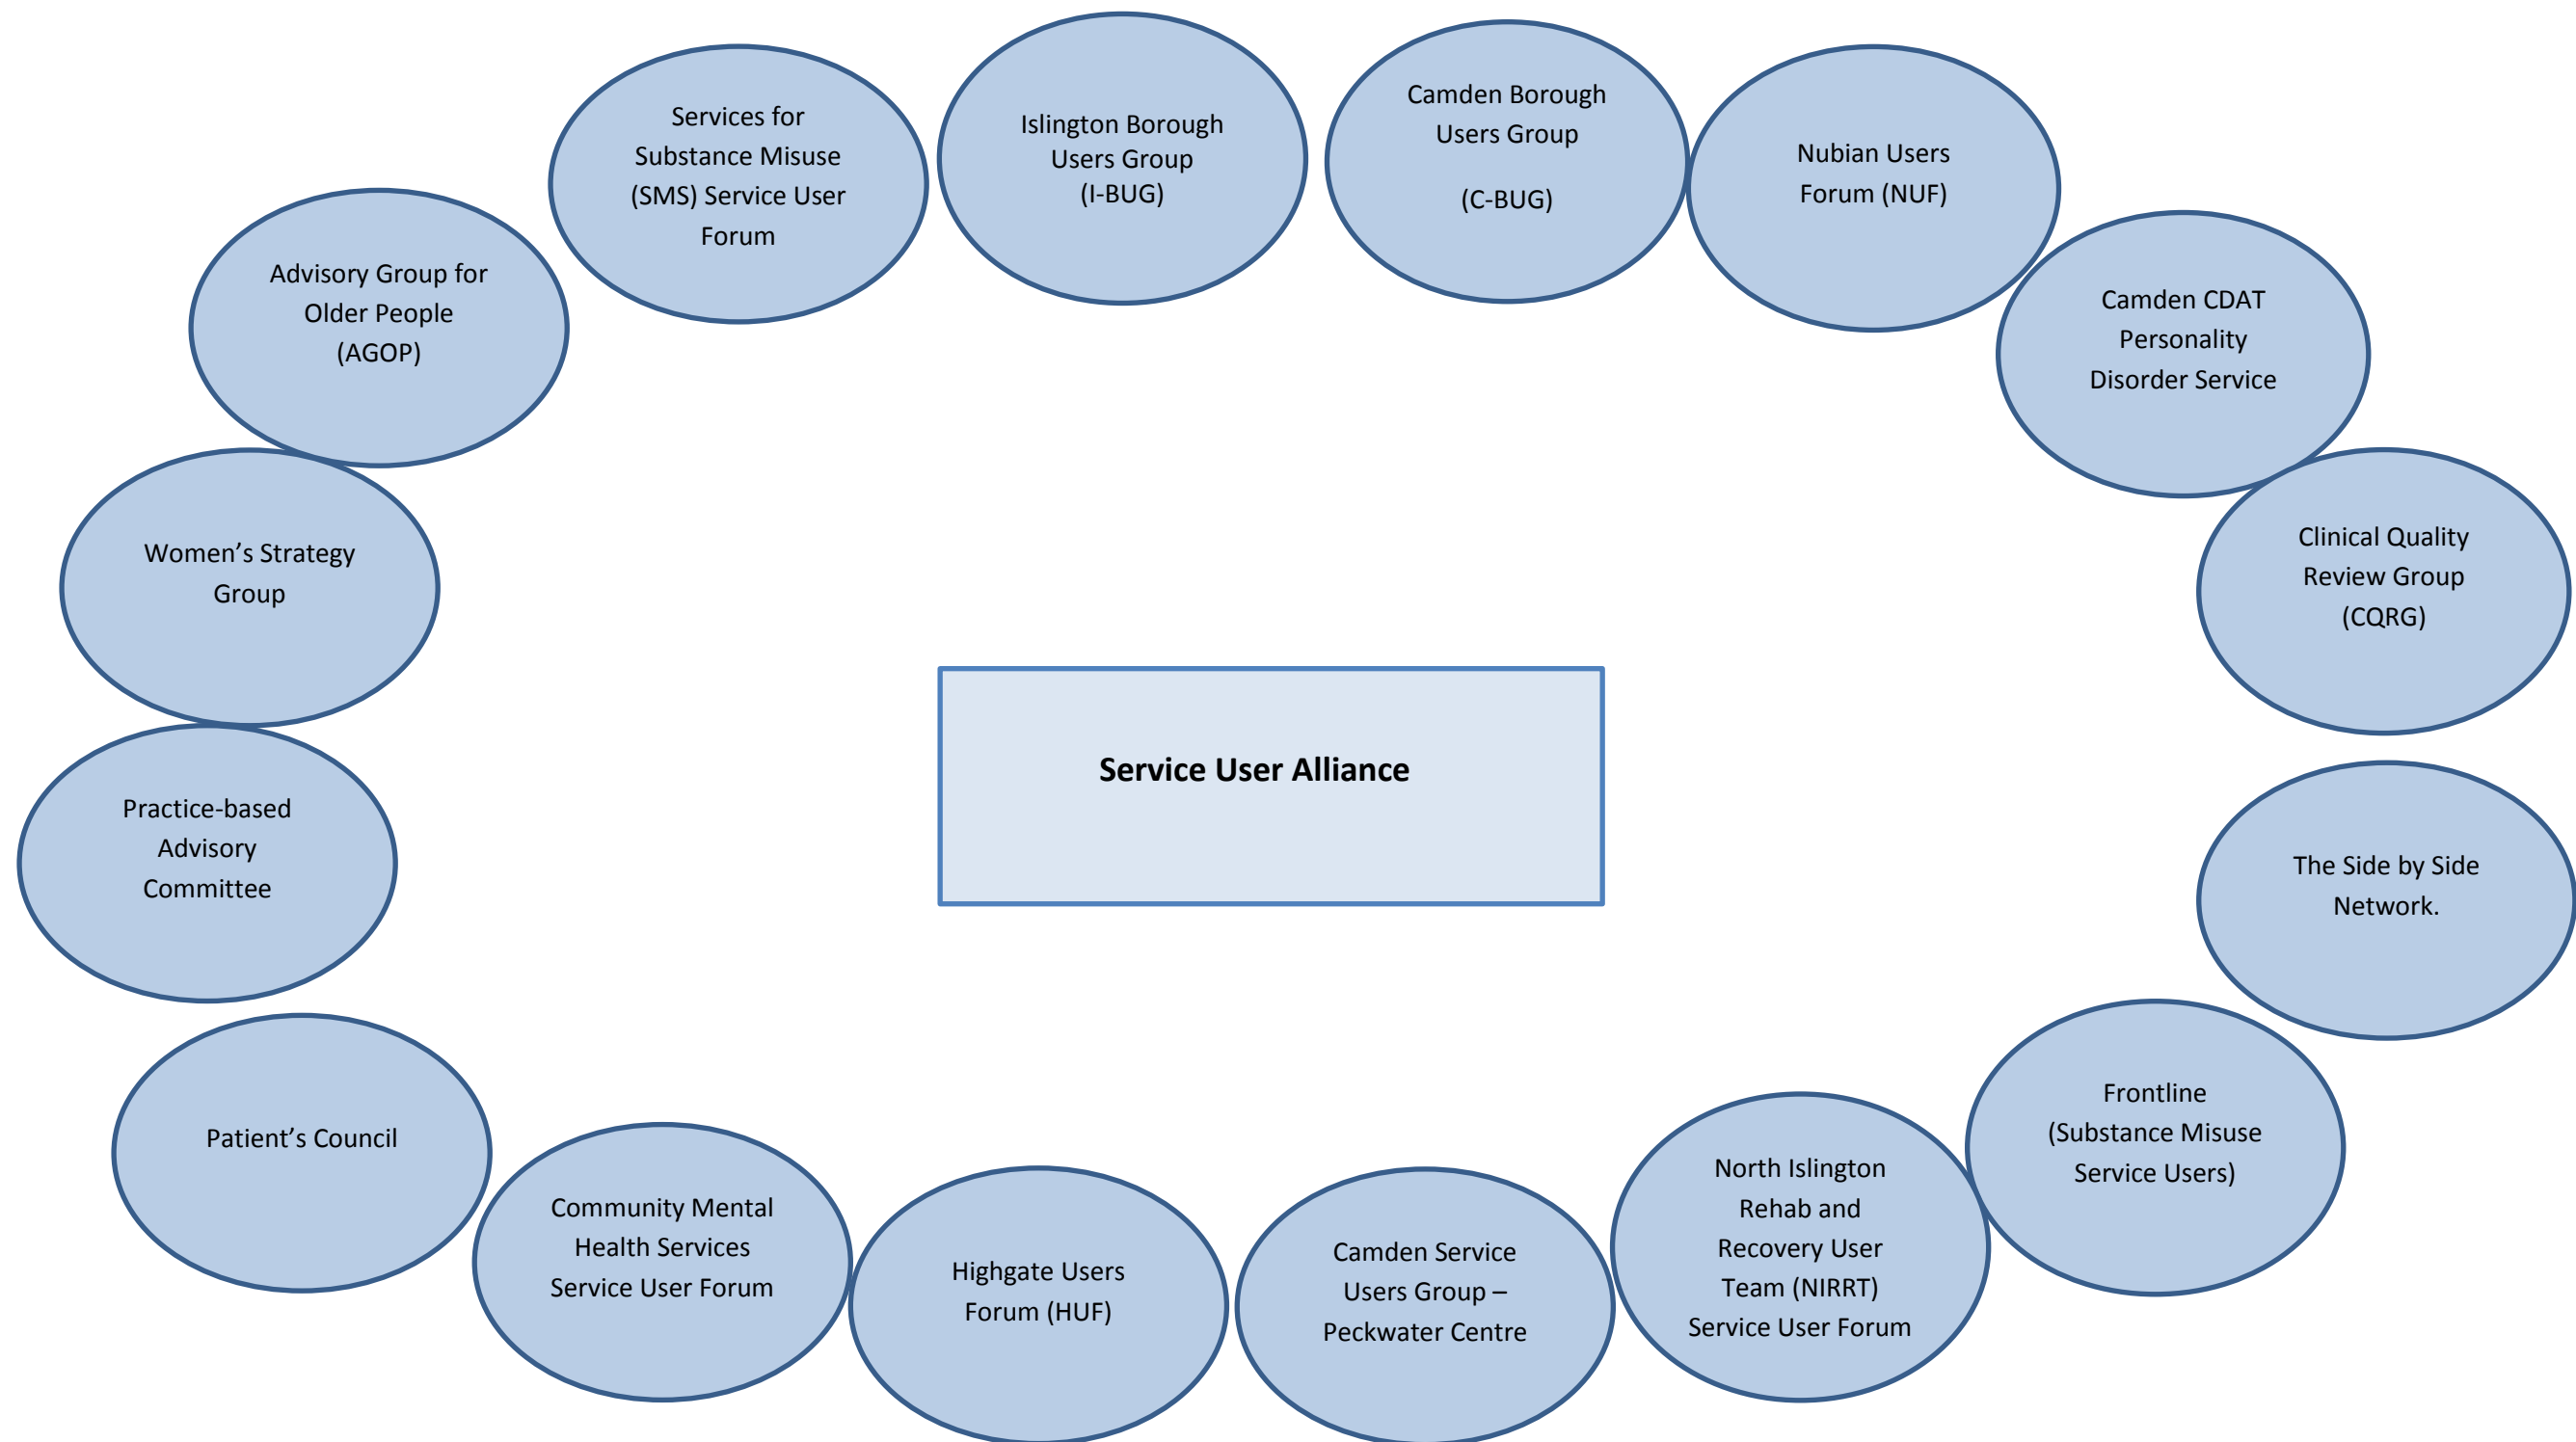 Services for
Substance Misuse
(SMS) Service User
Forum
Islington Borough
Users Group
(I-BUG)
Camden Borough
Users Group
(C-BUG)
Nubian Users
Forum (NUF)
Advisory Group for
Older People
(AGOP)
Camden CDAT
Personality
Disorder Service
Women’s Strategy
Group
Clinical Quality
Review Group
(CQRG)
Service User Alliance
Practice-based
Advisory
Committee
The Side by Side
Network.
Patient’s Council
Community Mental
Health Services
Service User Forum
Highgate Users
Forum (HUF)
Camden Service
Users Group –
Peckwater Centre
North Islington
Rehab and
Recovery User
Team (NIRRT)
Service User Forum
Frontline
(Substance Misuse
Service Users)